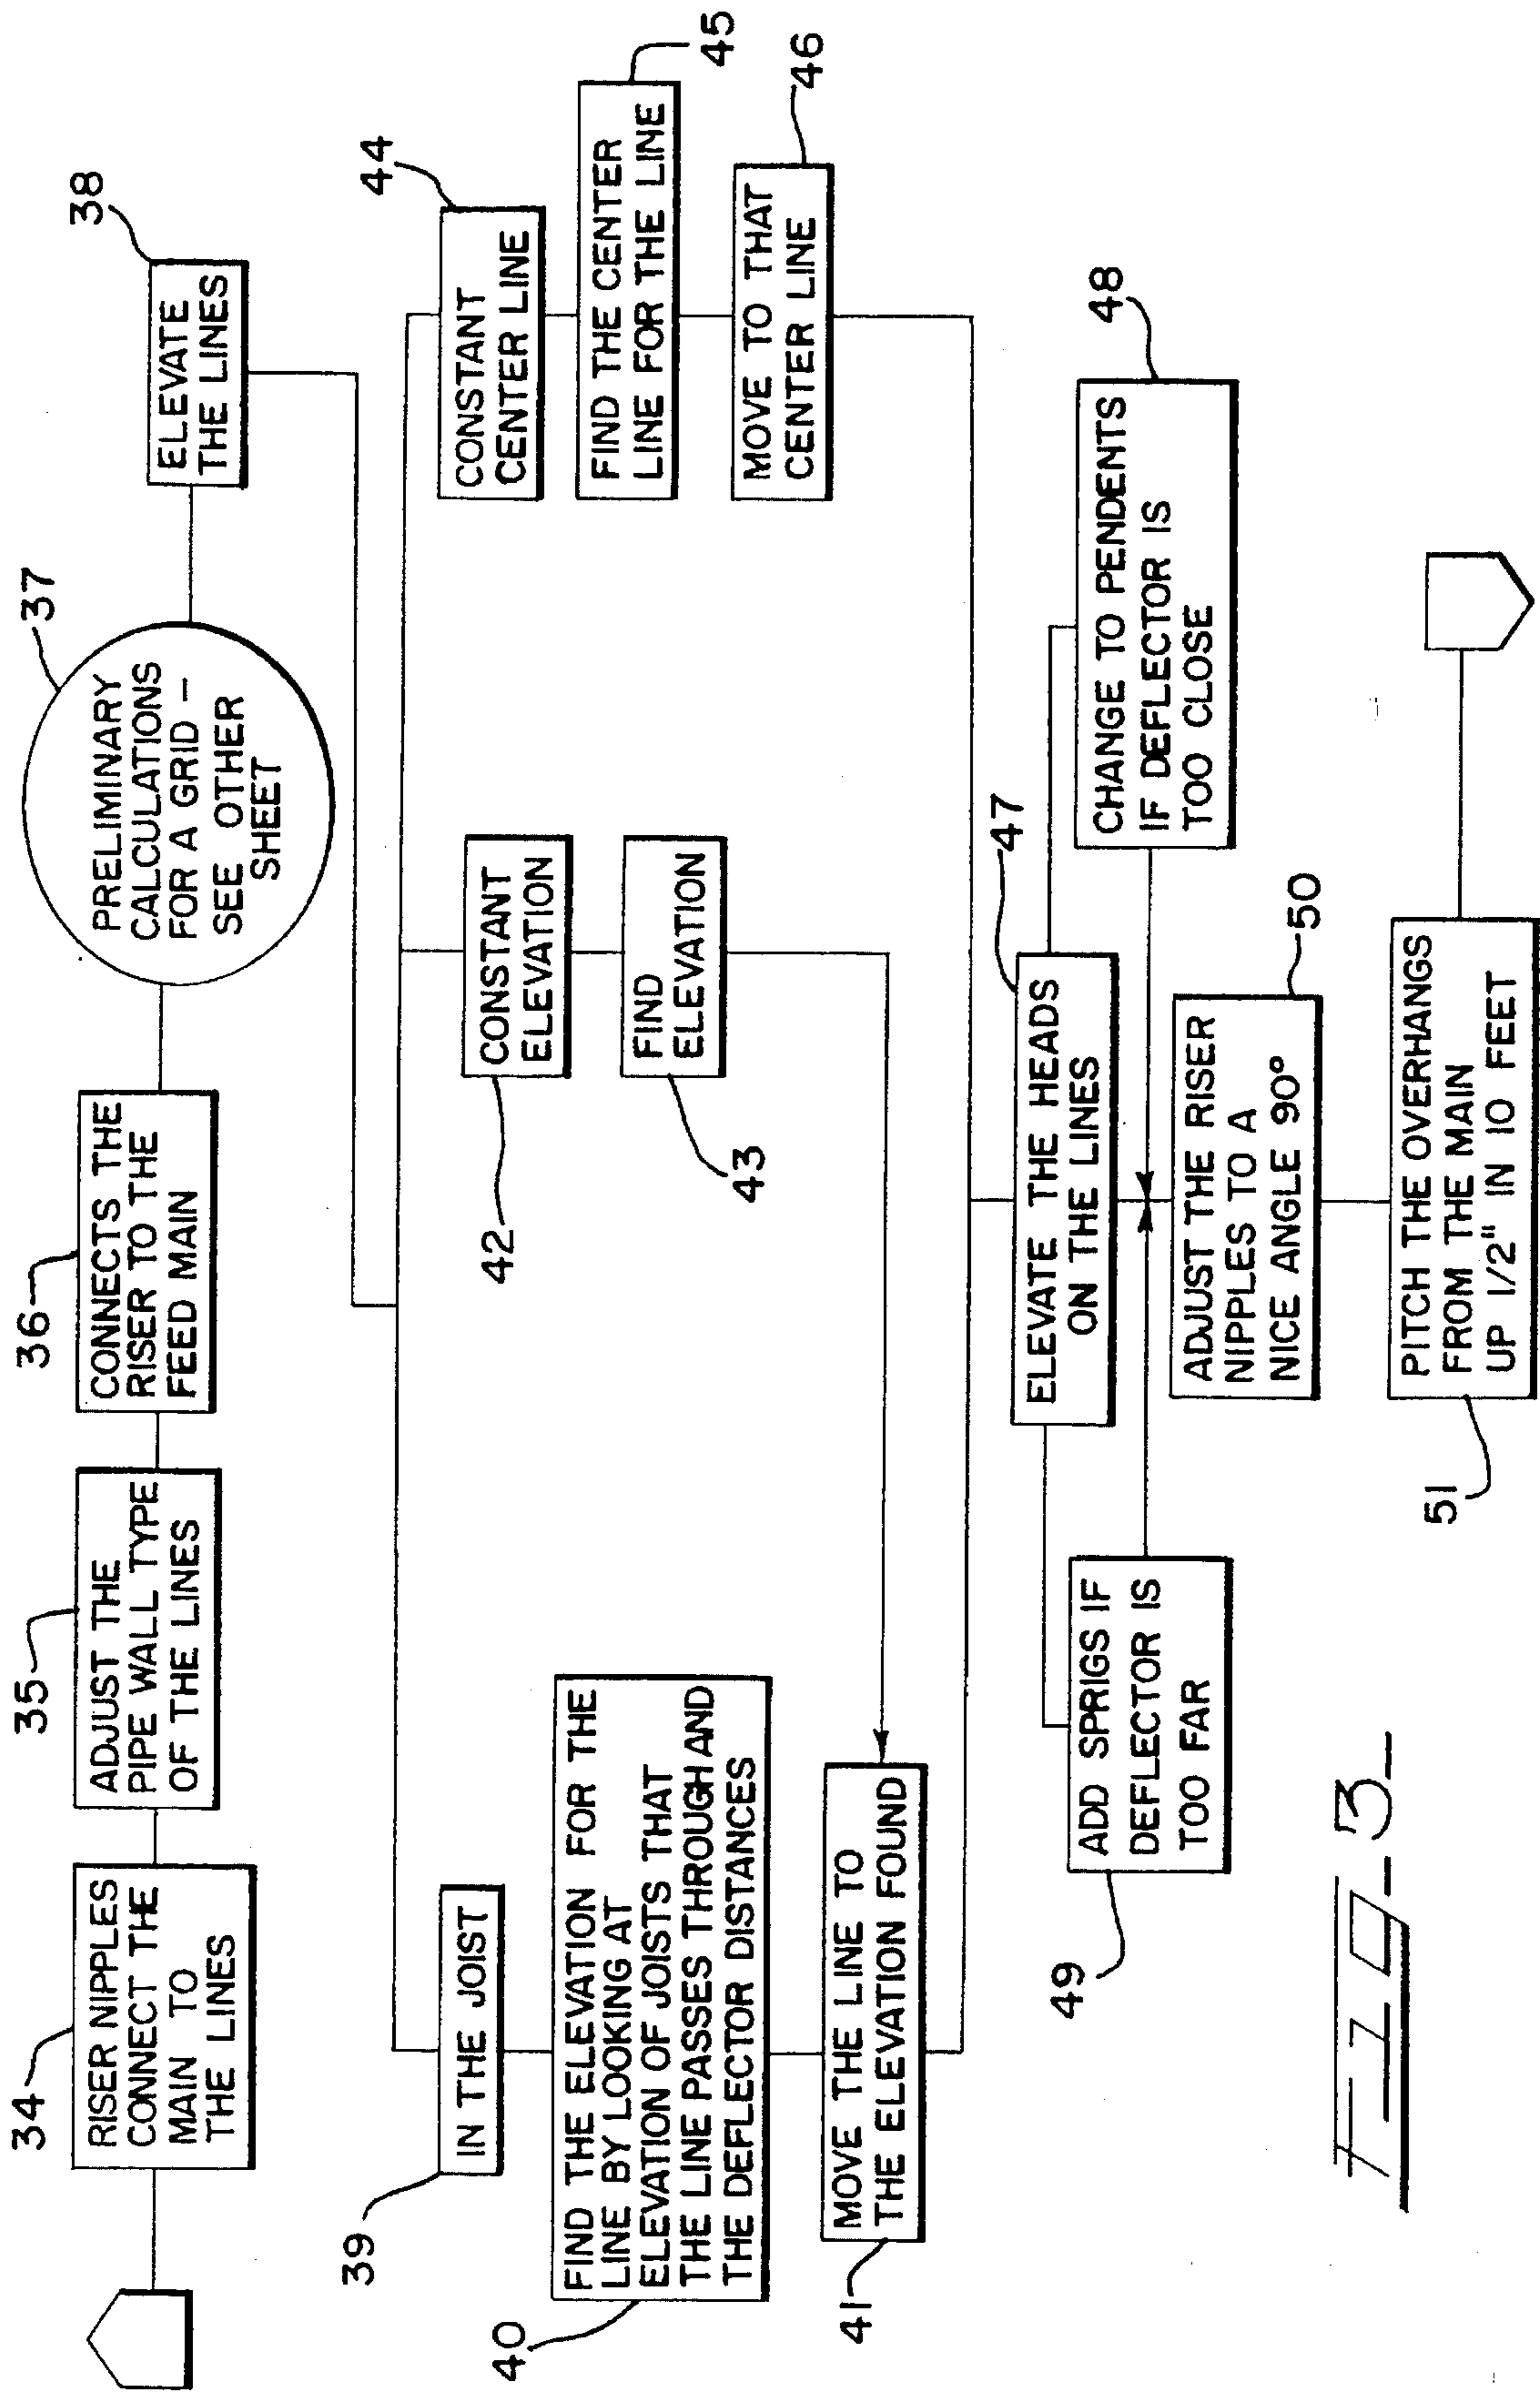 34
RISER NIPPLES
CONNECT THE
MAIN TO
THE LINES
35
ADJUST THE
PIPE WALL TYPE
OF THE LINES
36
CONNECTS THE
RISER TO THE
FEED MAIN
37
PRELIMINARY
CALCULATIONS
FOR A GRID –
SEE OTHER
SHEET
38
ELEVATE
THE LINES
39
IN THE JOIST
40
FIND THE ELEVATION FOR THE
LINE BY LOOKING AT
ELEVATION OF JOISTS THAT
THE LINE PASSES THROUGH AND
THE DEFLECTOR DISTANCES
41
MOVE THE LINE TO
THE ELEVATION FOUND
42
CONSTANT
ELEVATION
43
FIND
ELEVATION
44
CONSTANT
CENTER LINE
45
FIND THE CENTER
LINE FOR THE LINE
46
MOVE TO THAT
CENTER LINE
47
ELEVATE THE HEADS
ON THE LINES
48
CHANGE TO PENDENTS
IF DEFLECTOR IS
TOO CLOSE
49
ADD SPRIGS IF
DEFLECTOR IS
TOO FAR
50
ADJUST THE RISER
NIPPLES TO A
NICE ANGLE 90°
51
PITCH THE OVERHANGS
FROM THE MAIN
UP 1/2" IN 10 FEET
FIG. 3